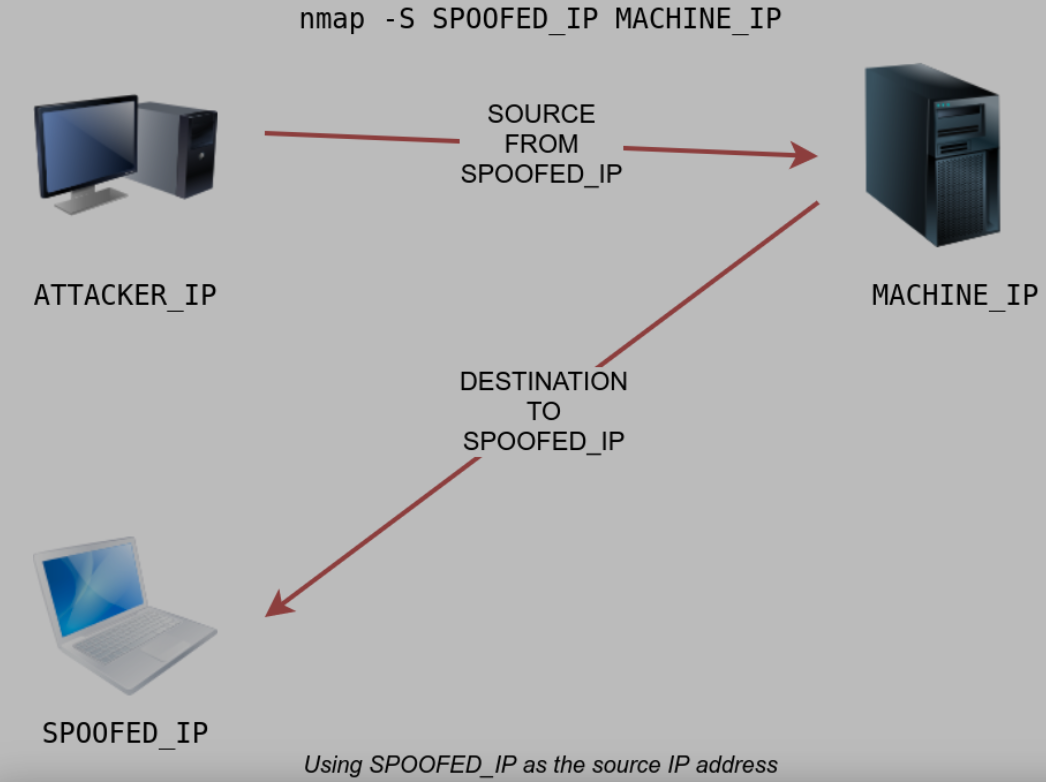 nmap -S SPOOFED_IP MACHINE_IP
SOURCE
FROM
SPOOFED_IP
ATTACKER_IP
MACHINE_IP
DESTINATION
TO
SPOOFED_IP
SPOOFED_IP
Using SPOOFED_IP as the source IP address